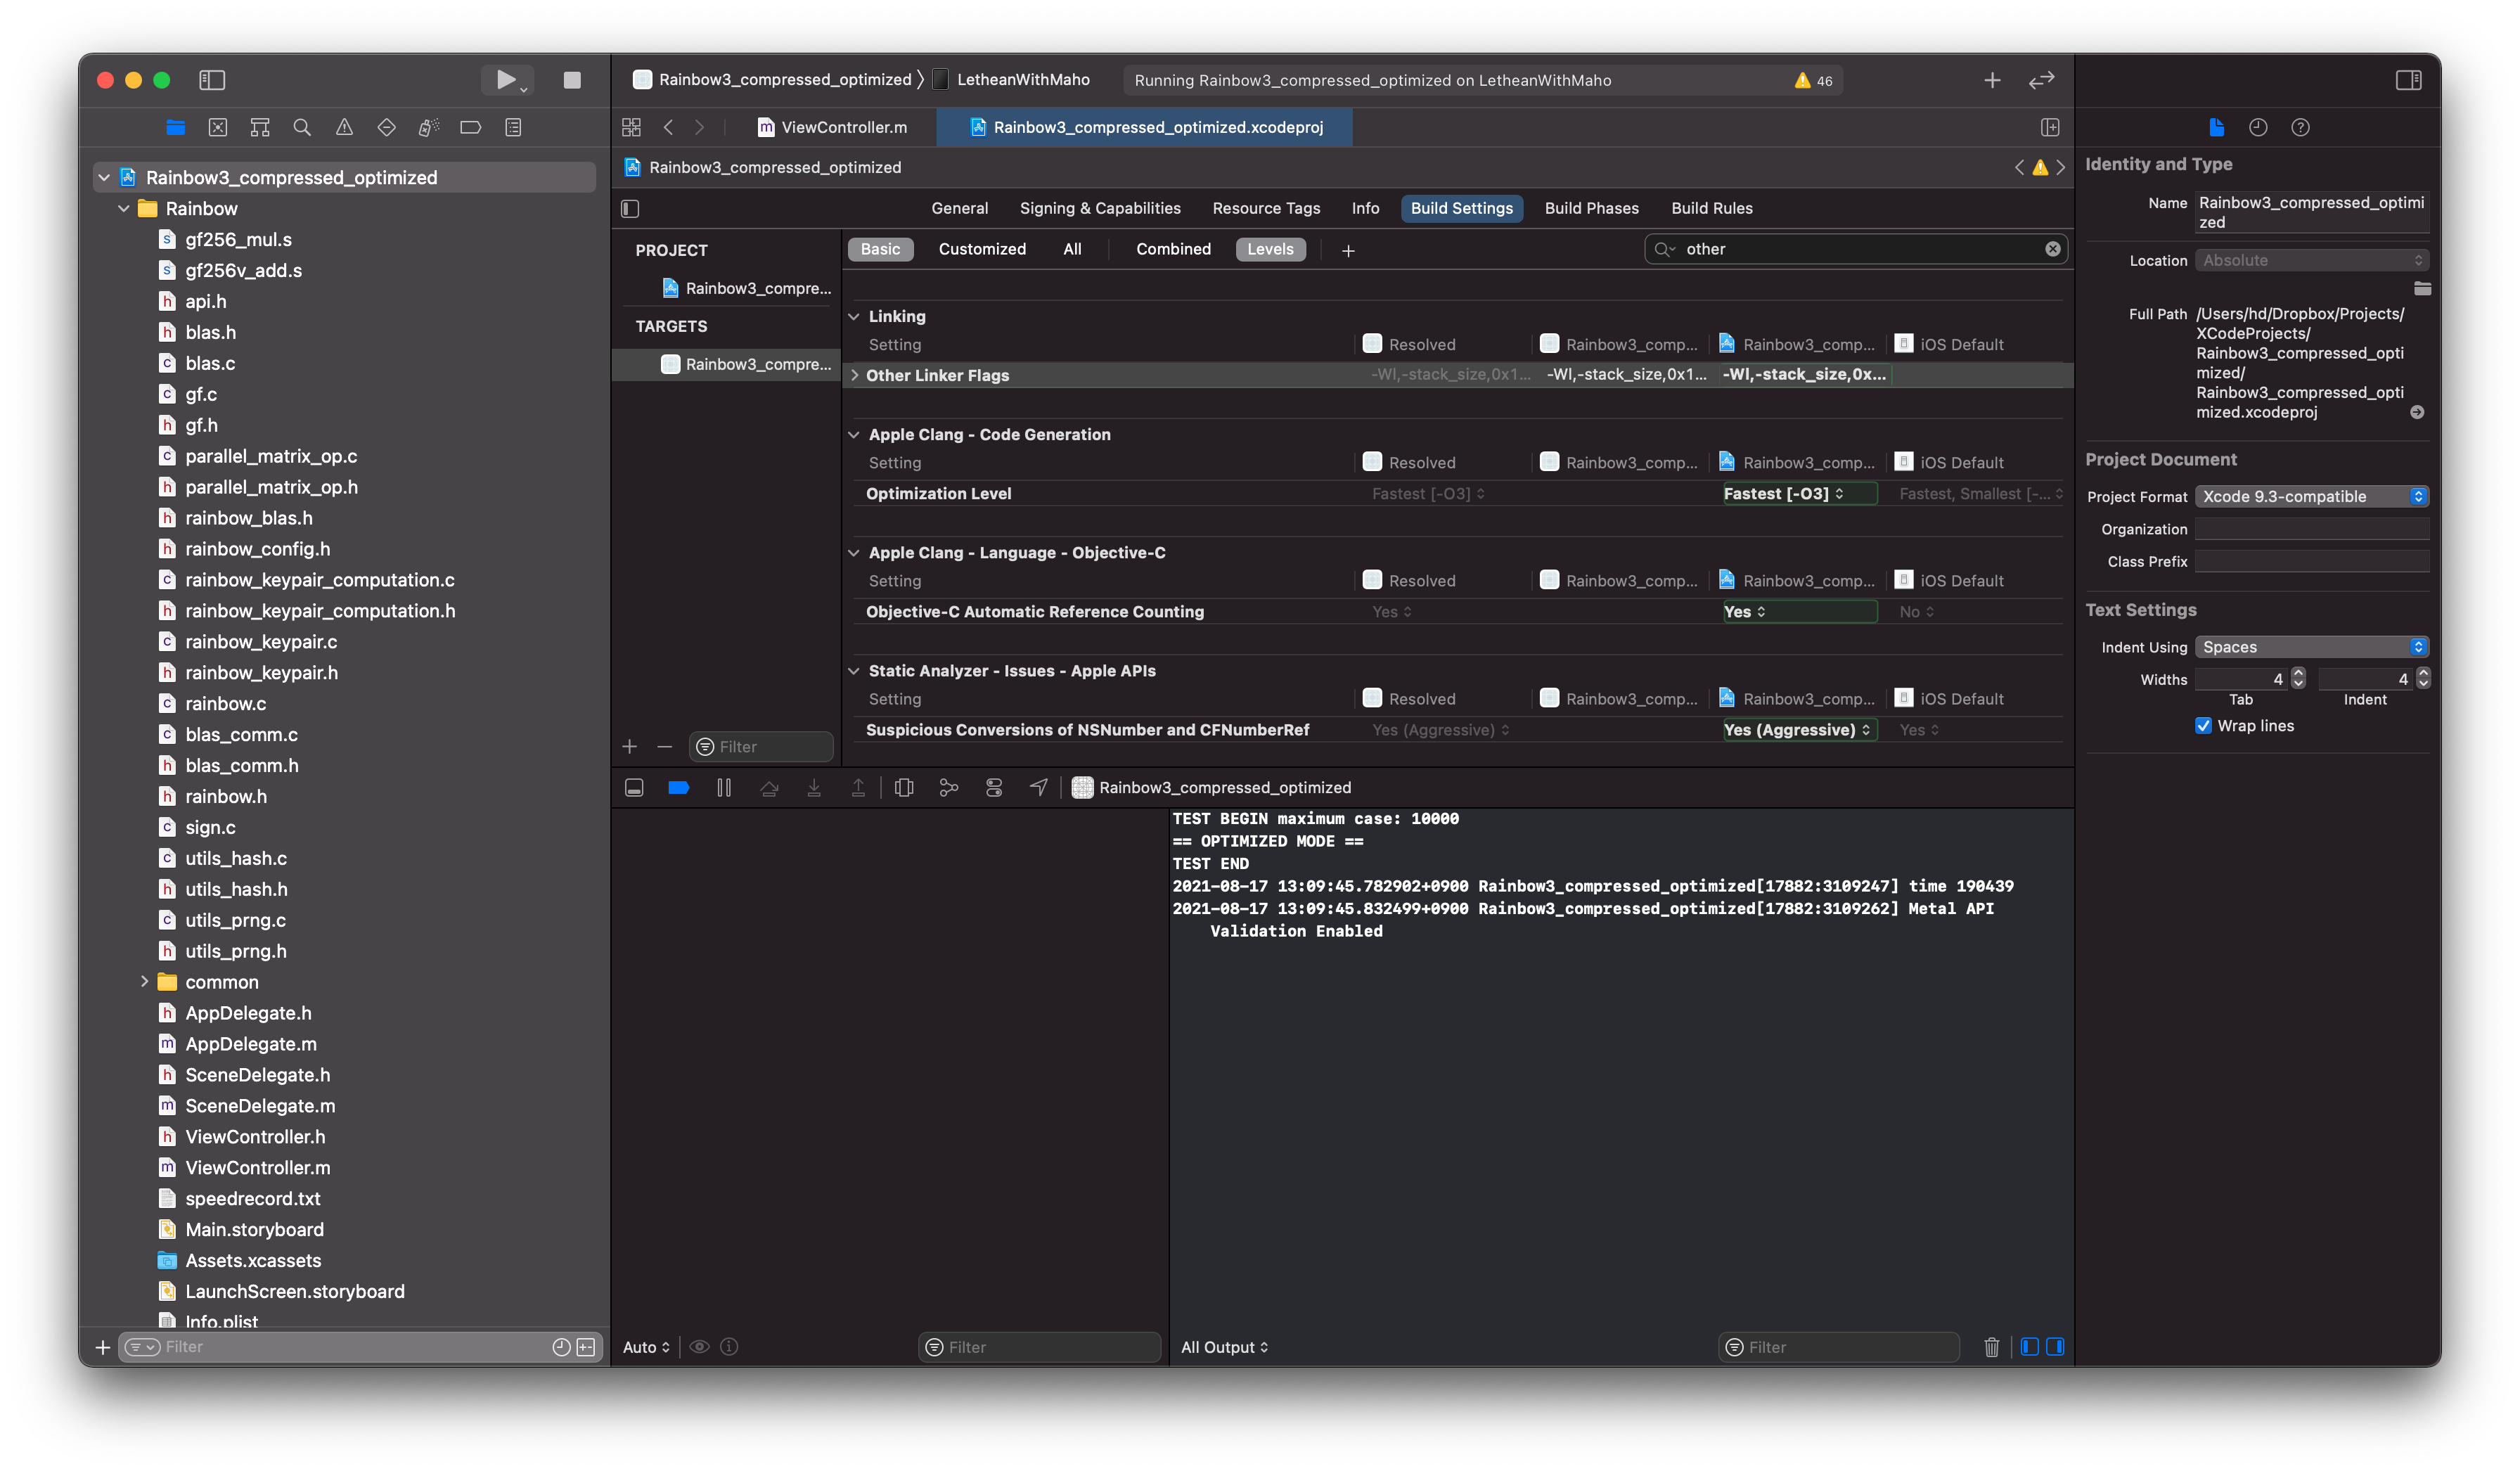 Rainbow3_compressed_optimized
LetheanWithMaho
Running Rainbow3_compressed_optimized on LetheanWithMaho
46
ViewController.m
Rainbow3_compressed_optimized.xcodeproj
Rainbow3_compressed_optimized
Rainbow
gf256_mul.s
gf256v_add.s
api.h
blas.h
blas.c
gf.c
gf.h
parallel_matrix_op.c
parallel_matrix_op.h
rainbow_blas.h
rainbow_config.h
rainbow_keypair_computation.c
rainbow_keypair_computation.h
rainbow_keypair.c
rainbow_keypair.h
rainbow.c
blas_comm.c
blas_comm.h
rainbow.h
sign.c
utils_hash.c
utils_hash.h
utils_prng.c
utils_prng.h
common
AppDelegate.h
AppDelegate.m
SceneDelegate.h
SceneDelegate.m
ViewController.h
ViewController.m
speedrecord.txt
Main.storyboard
Assets.xcassets
LaunchScreen.storyboard
Info.plist
Filter
Rainbow3_compressed_optimized
General Signing & Capabilities Resource Tags Info Build Settings Build Phases Build Rules
PROJECT
Rainbow3_compre...
TARGETS
Rainbow3_compre...
Filter
Basic Customized All Combined Levels
other
Linking
Setting Resolved Rainbow3_comp... Rainbow3_comp... iOS Default
Other Linker Flags -Wl,-stack_size,0x1... -Wl,-stack_size,0x1... -Wl,-stack_size,0x...
Apple Clang - Code Generation
Setting Resolved Rainbow3_comp... Rainbow3_comp... iOS Default
Optimization Level Fastest [-O3] Fastest [-O3] Fastest, Smallest [-...
Apple Clang - Language - Objective-C
Setting Resolved Rainbow3_comp... Rainbow3_comp... iOS Default
Objective-C Automatic Reference Counting Yes Yes No
Static Analyzer - Issues - Apple APIs
Setting Resolved Rainbow3_comp... Rainbow3_comp... iOS Default
Suspicious Conversions of NSNumber and CFNumberRef Yes (Aggressive) Yes (Aggressive) Yes
Rainbow3_compressed_optimized
TEST BEGIN maximum case: 10000
== OPTIMIZED MODE ==
TEST END
2021-08-17 13:09:45.782902+0900 Rainbow3_compressed_optimized[17882:3109247] time 190439
2021-08-17 13:09:45.832499+0900 Rainbow3_compressed_optimized[17882:3109262] Metal API
Validation Enabled
Auto
Filter
All Output
Filter
Identity and Type
Name Rainbow3_compressed_optimi
zed
Location Absolute
Full Path /Users/hd/Dropbox/Projects/
XCodeProjects/
Rainbow3_compressed_opti
mized/
Rainbow3_compressed_opti
mized.xcodeproj
Project Document
Project Format Xcode 9.3-compatible
Organization
Class Prefix
Text Settings
Indent Using Spaces
Widths 4 4
Tab Indent
Wrap lines